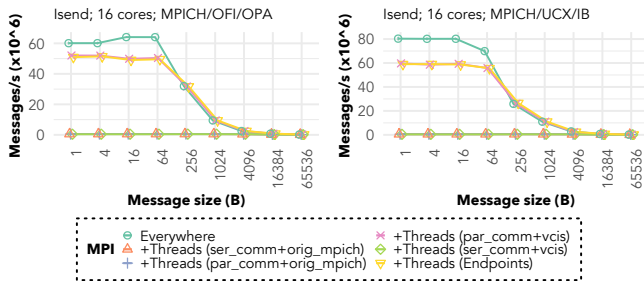 Isend; 16 cores; MPICH/OFI/OPA
Messages/s (x10^6)
60
40
20
0
1
4
16
64
256
1024
4096
16384
65536
Message size (B)
Isend; 16 cores; MPICH/UCX/IB
Messages/s (x10^6)
80
60
40
20
0
1
4
16
64
256
1024
4096
16384
65536
Message size (B)
MPI
Everywhere
+Threads (ser_comm+orig_mpich)
+Threads (par_comm+orig_mpich)
+Threads (par_comm+vcis)
+Threads (ser_comm+vcis)
+Threads (Endpoints)